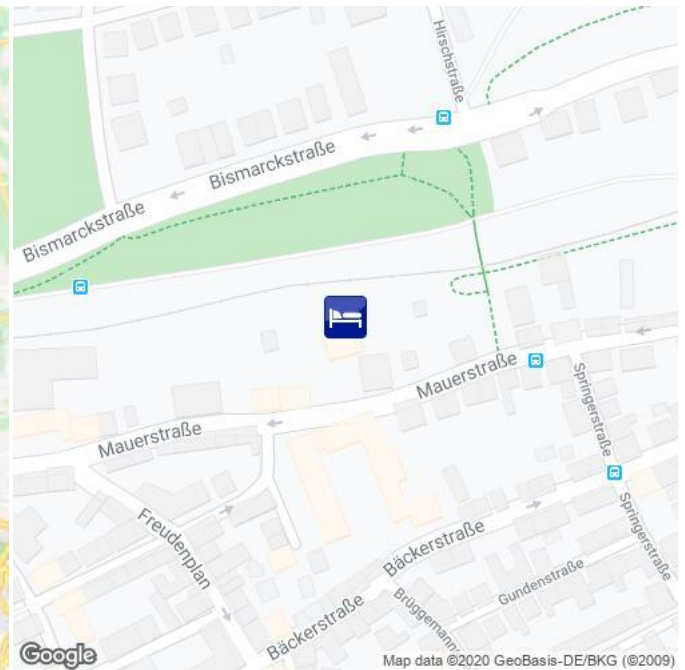 Hirschstraße
Bismarckstraße
Bismarckstraße
Mauerstraße
Mauerstraße
Springerstraße
Springerstraße
Freudenplan
Bäckerstraße
Gundenstraße
Bäckerstraße
Brüggemann
Google
Map data ©2020 GeoBasis-DE/BKG (©2009)